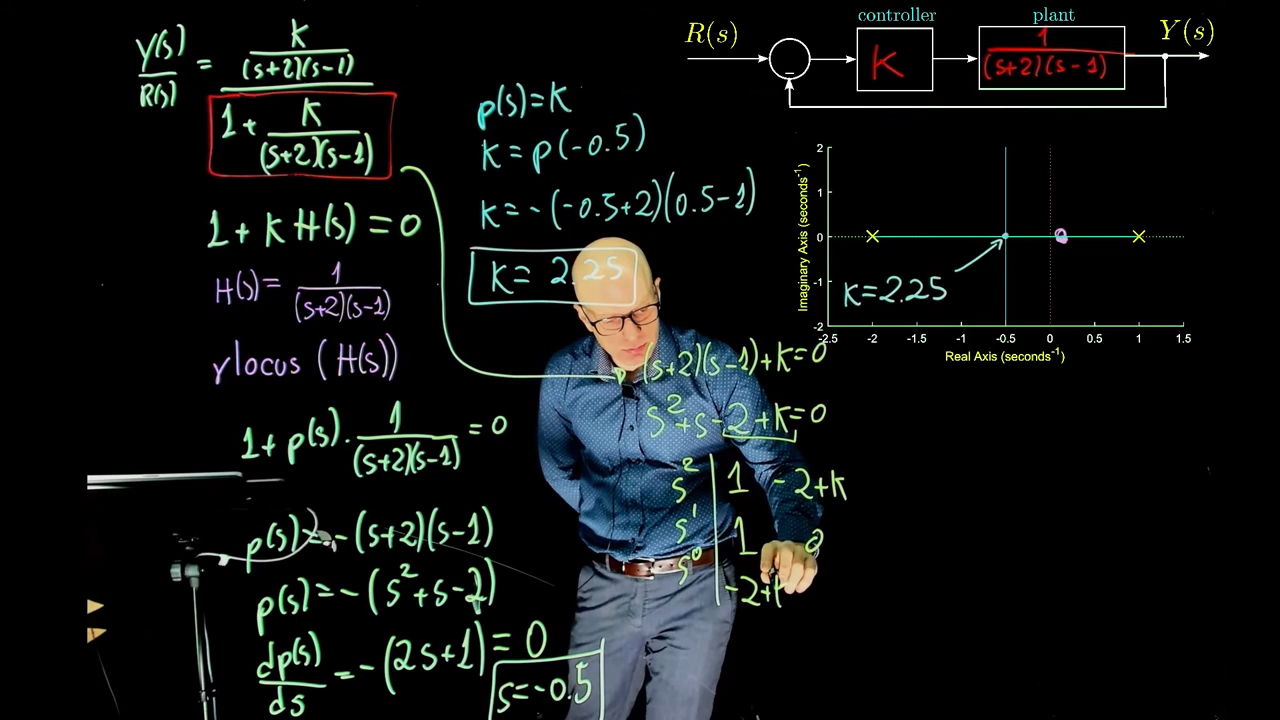 Y(s)/R(s) = (K/((s+2)(s-1))) / (1+ K/((s+2)(s-1)))
1 + K H(s) = 0
H(s) = 1/((s+2)(s-1))
rlocus (H(s))
1 + p(s) · 1/((s+2)(s-1)) = 0
p(s) = -(s+2)(s-1)
p(s) = -(s²+s-2)
dp(s)/ds = -(2s+1) = 0
s=-0.5
p(s)=K
K=p(-0.5)
K=-(-0.5+2)(0.5-1)
K= 2.25
(s+2)(s-1)+K=0
s²+s-2+K=0
s² | 1 -2+K
s¹ | 1 0
s⁰ | -2+
controller
plant
R(s)
-
K
1/((s+2)(s-1))
Y(s)
Imaginary Axis (seconds⁻¹)
2
1
0
-1
-2
K=2.25
-2.5 -2 -1.5 -1 -0.5 0 0.5 1 1.5
Real Axis (seconds⁻¹)